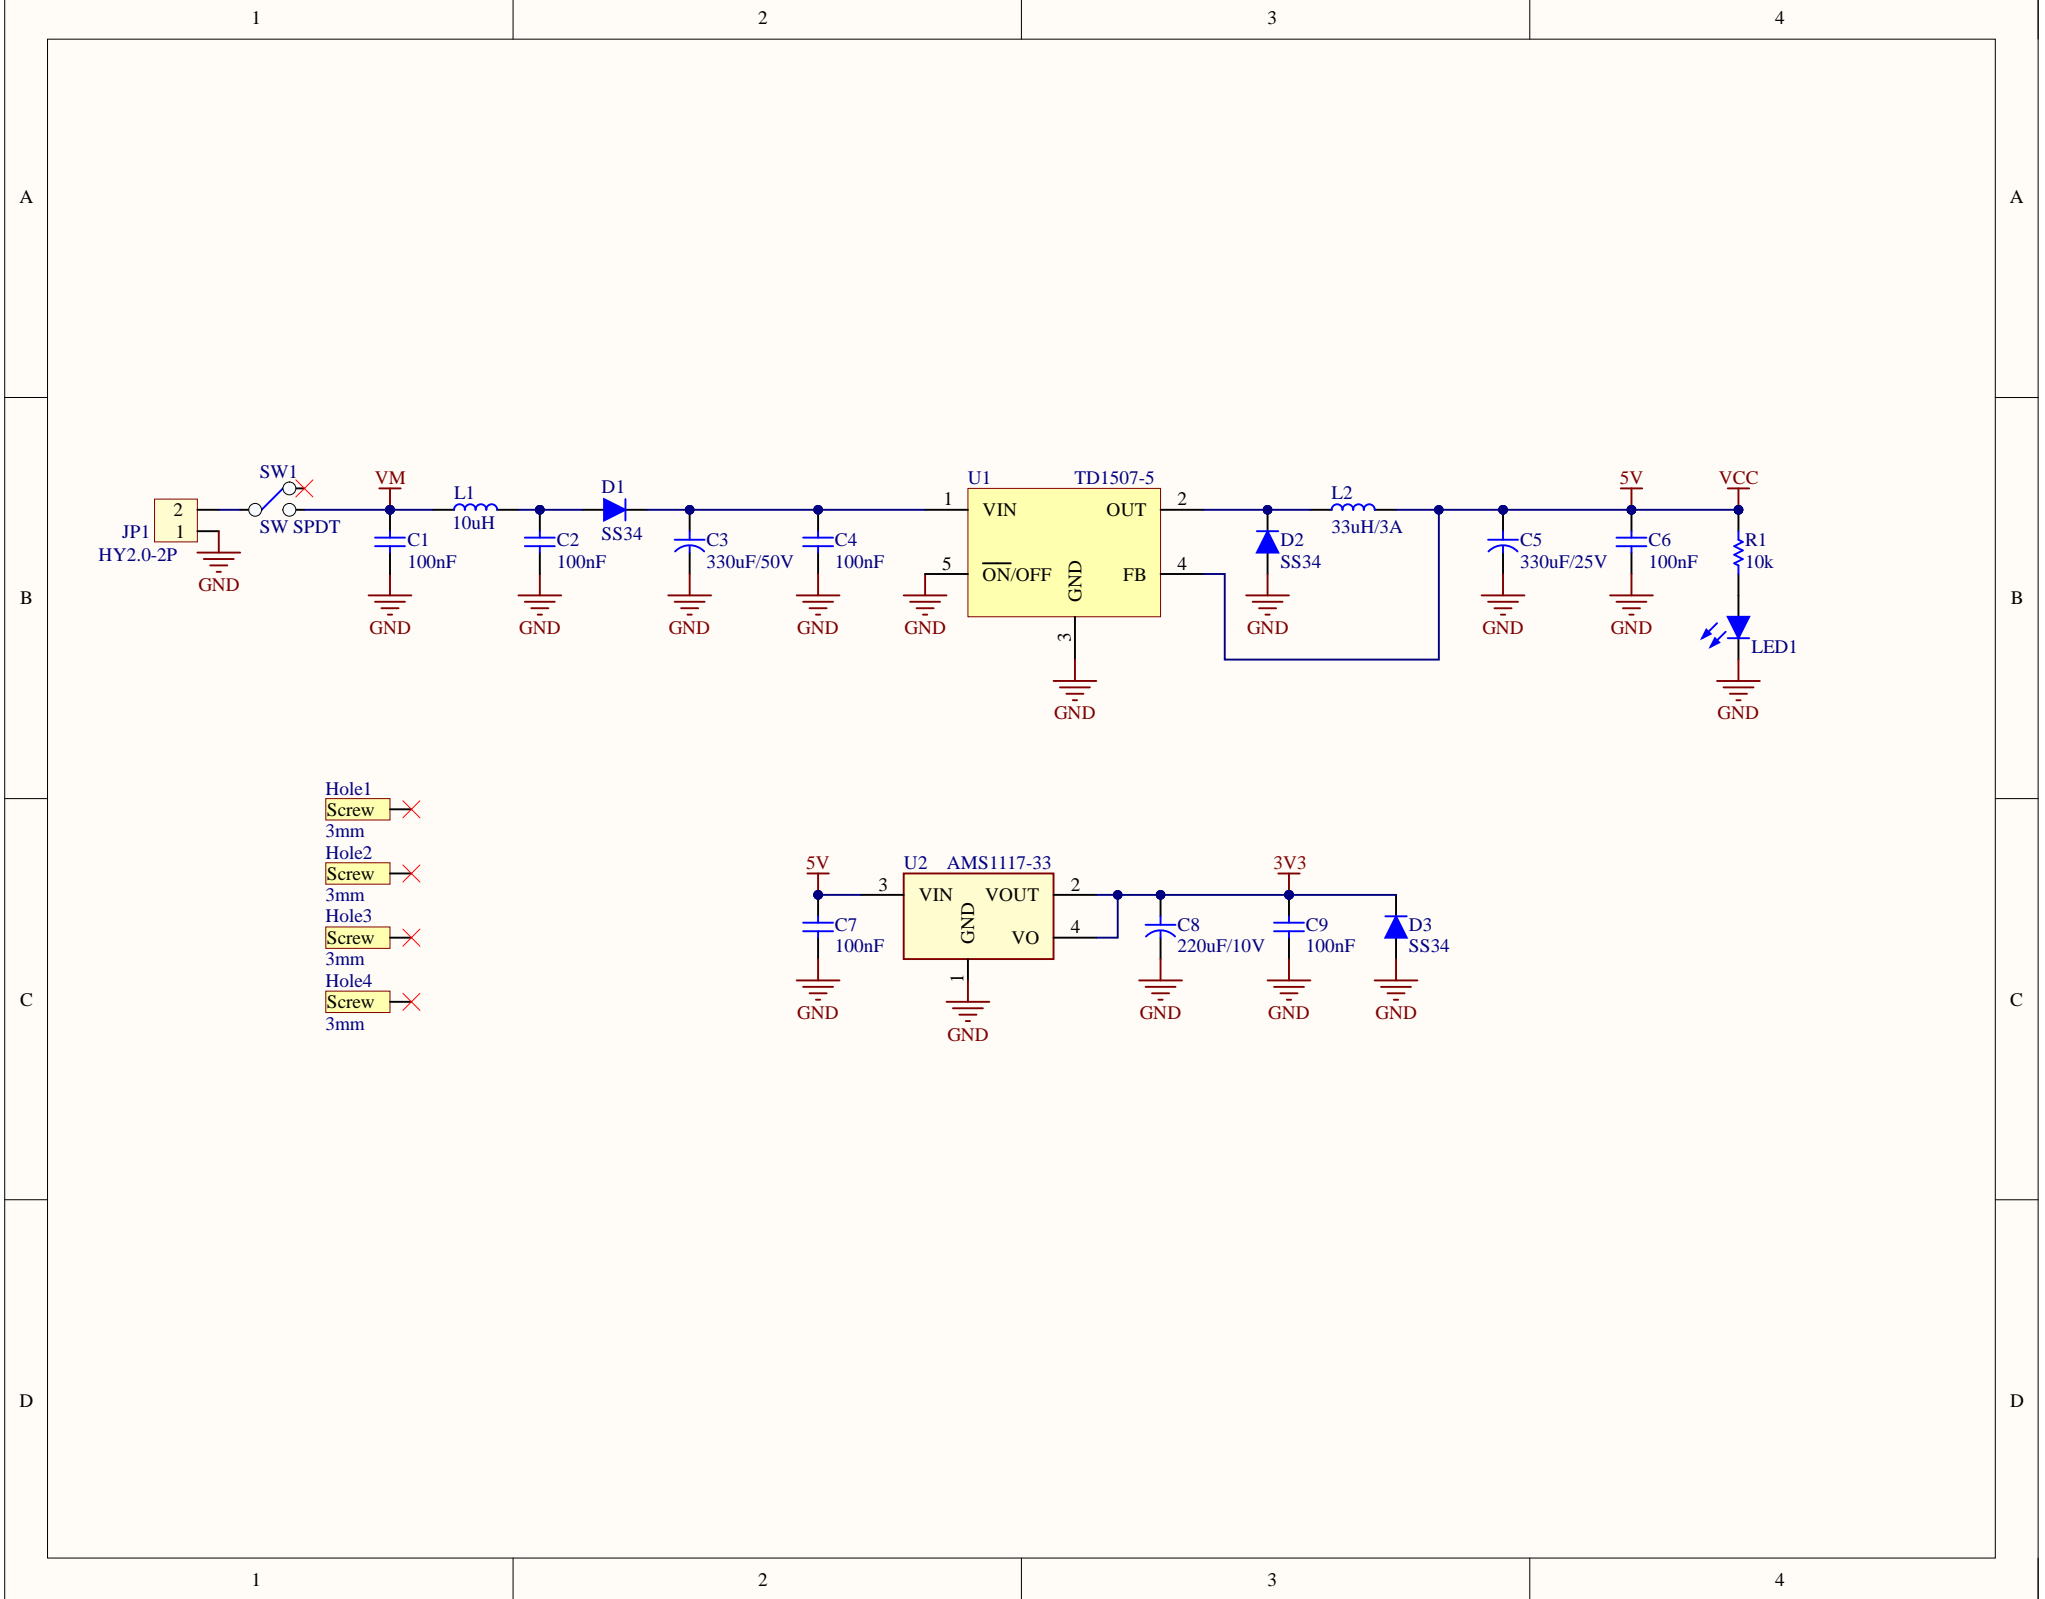 1 2 3 4
A A
SW1 VM L1 D1 U1 TD1507-5 L2 5V VCC
2 1 VIN OUT 2
JP1 1 SW SPDT 10uH SS34 33uH/3A
HY2.0-2P C1 C2 C3 C4 D2 C5 C6 R1
100nF 100nF 330uF/50V 100nF SS34 330uF/25V 100nF 10k
GND 5 ON/OFF GND FB 4
GND GND GND GND GND GND GND GND
B B
3 LED1
GND GND
Hole1
Screw
3mm
Hole2
Screw
3mm
Hole3
Screw
3mm
Hole4
Screw
3mm
5V U2 AMS1117-33 3V3
3 VIN VOUT 2
C7 GND C8 C9 D3
100nF VO 4 220uF/10V 100nF SS34
1
GND GND GND GND
GND
C C
D D
1 2 3 4